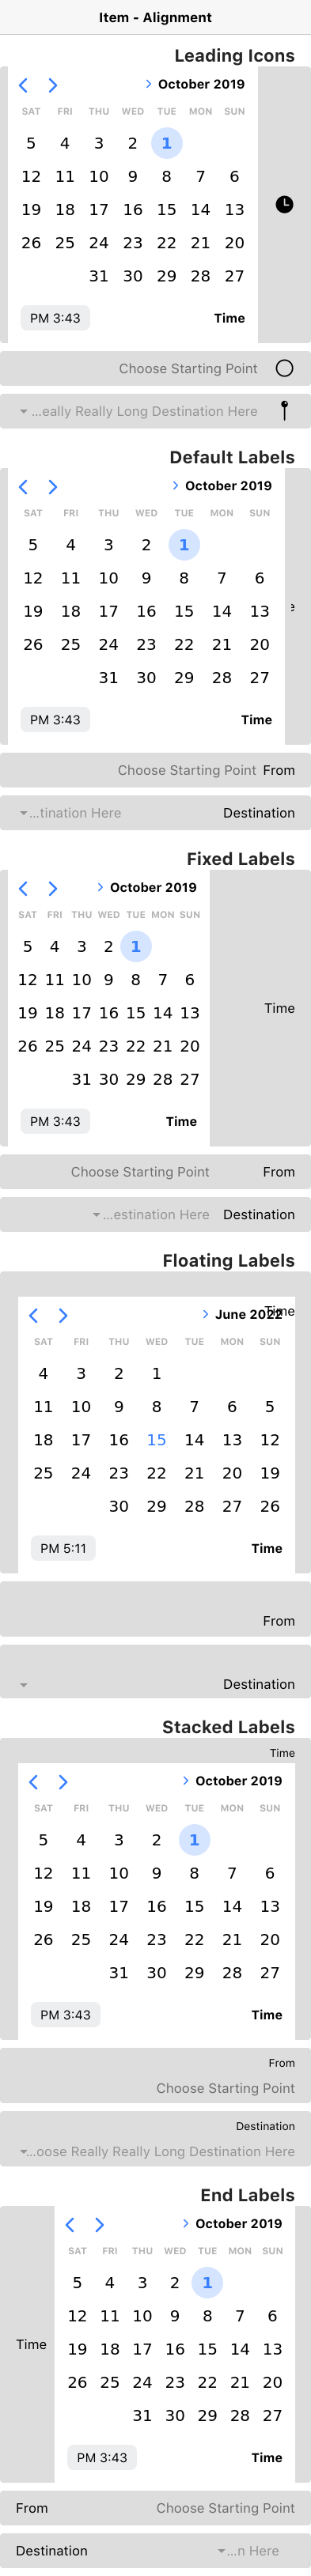 Item - Alignment
Leading Icons
October 2019
SAT FRI THU WED TUE MON SUN
5 4 3 2 1
12 11 10 9 8 7 6
19 18 17 16 15 14 13
26 25 24 23 22 21 20
31 30 29 28 27
PM 3:43 Time
Choose Starting Point
...eally Really Long Destination Here
Default Labels
October 2019
SAT FRI THU WED TUE MON SUN
5 4 3 2 1
12 11 10 9 8 7 6
19 18 17 16 15 14 13
26 25 24 23 22 21 20
31 30 29 28 27
PM 3:43 Time
Choose Starting Point From
...tination Here Destination
Fixed Labels
October 2019
SAT FRI THU WED TUE MON SUN
5 4 3 2 1
12 11 10 9 8 7 6
Time
19 18 17 16 15 14 13
26 25 24 23 22 21 20
31 30 29 28 27
PM 3:43 Time
Choose Starting Point From
...estination Here Destination
Floating Labels
Time
June 2022
SAT FRI THU WED TUE MON SUN
4 3 2 1
11 10 9 8 7 6 5
18 17 16 15 14 13 12
25 24 23 22 21 20 19
30 29 28 27 26
PM 5:11 Time
From
Destination
Stacked Labels
Time
October 2019
SAT FRI THU WED TUE MON SUN
5 4 3 2 1
12 11 10 9 8 7 6
19 18 17 16 15 14 13
26 25 24 23 22 21 20
31 30 29 28 27
PM 3:43 Time
From
Choose Starting Point
Destination
...oose Really Really Long Destination Here
End Labels
October 2019
SAT FRI THU WED TUE MON SUN
5 4 3 2 1
12 11 10 9 8 7 6
Time
19 18 17 16 15 14 13
26 25 24 23 22 21 20
31 30 29 28 27
PM 3:43 Time
From Choose Starting Point
Destination ...n Here